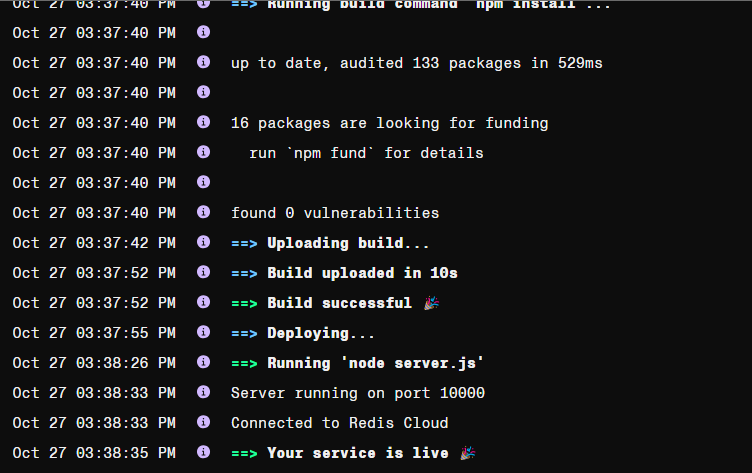 Oct 27 03:37:40 PM ==> Running build command 'npm install'...
Oct 27 03:37:40 PM
Oct 27 03:37:40 PM up to date, audited 133 packages in 529ms
Oct 27 03:37:40 PM
Oct 27 03:37:40 PM 16 packages are looking for funding
Oct 27 03:37:40 PM run `npm fund` for details
Oct 27 03:37:40 PM
Oct 27 03:37:40 PM found 0 vulnerabilities
Oct 27 03:37:42 PM ==> Uploading build...
Oct 27 03:37:52 PM ==> Build uploaded in 10s
Oct 27 03:37:52 PM ==> Build successful 🎉
Oct 27 03:37:55 PM ==> Deploying...
Oct 27 03:38:26 PM ==> Running 'node server.js'
Oct 27 03:38:33 PM Server running on port 10000
Oct 27 03:38:33 PM Connected to Redis Cloud
Oct 27 03:38:35 PM ==> Your service is live 🎉